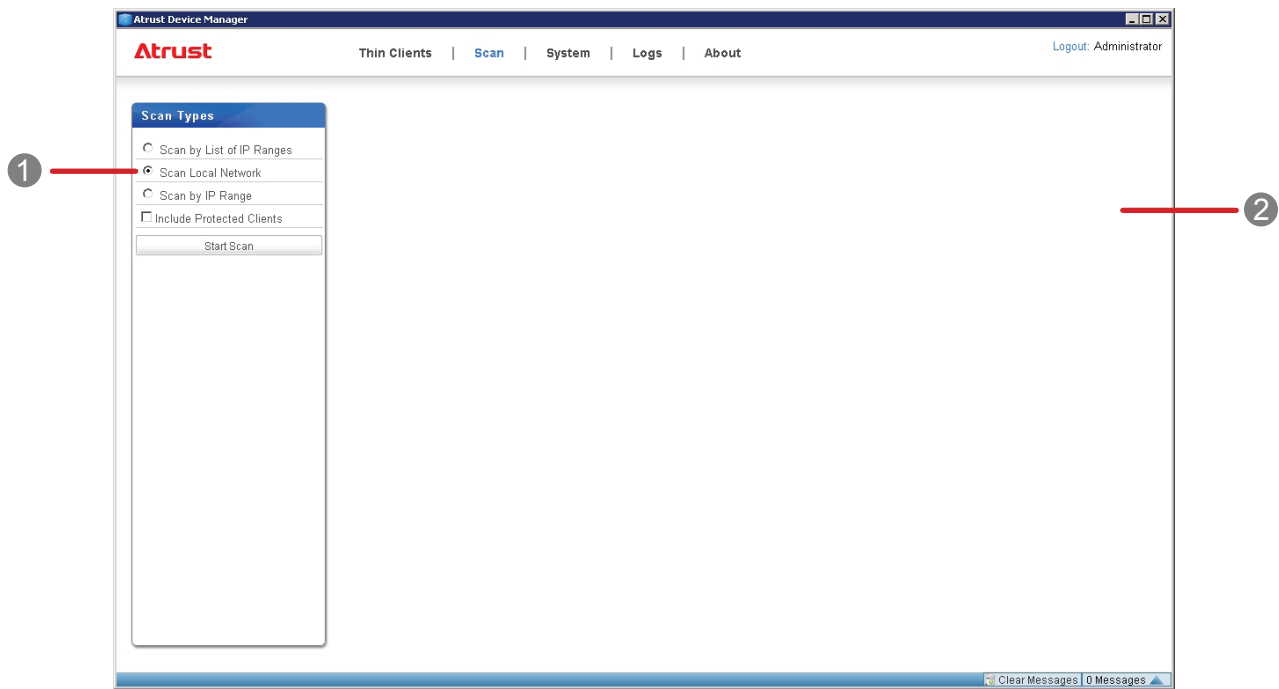 Atrust Device Manager
Atrust
Thin Clients | Scan | System | Logs | About
Logout: Administrator
Scan Types
Scan by List of IP Ranges
1
Scan Local Network
Scan by IP Range
2
Include Protected Clients
Start Scan
Clear Messages
0 Messages